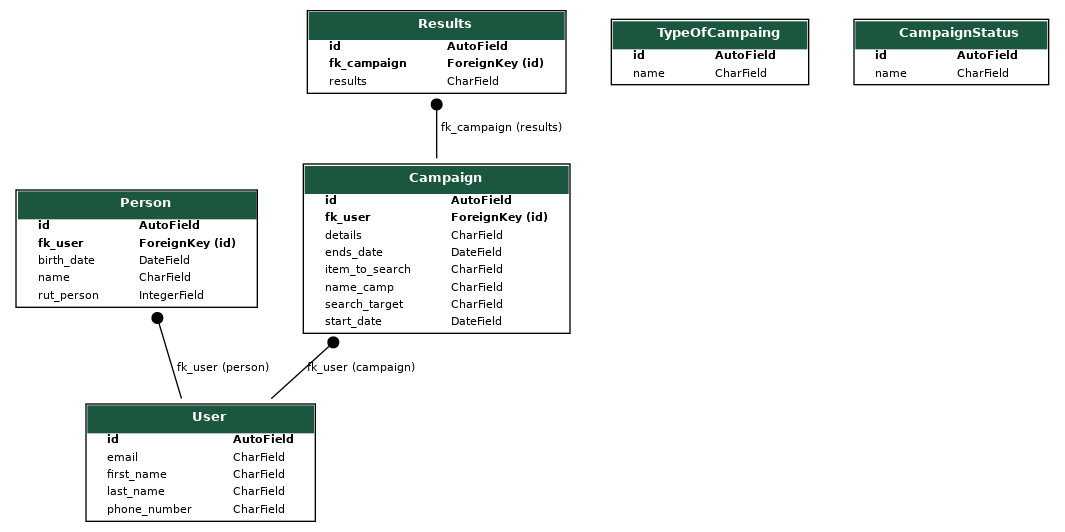 Results
id AutoField
fk_campaign ForeignKey (id)
results CharField
TypeOfCampaing
id AutoField
name CharField
CampaignStatus
id AutoField
name CharField
fk_campaign (results)
Campaign
id AutoField
fk_user ForeignKey (id)
details CharField
ends_date DateField
item_to_search CharField
name_camp CharField
search_target CharField
start_date DateField
Person
id AutoField
fk_user ForeignKey (id)
birth_date DateField
name CharField
rut_person IntegerField
fk_user (person)
fk_user (campaign)
User
id AutoField
email CharField
first_name CharField
last_name CharField
phone_number CharField